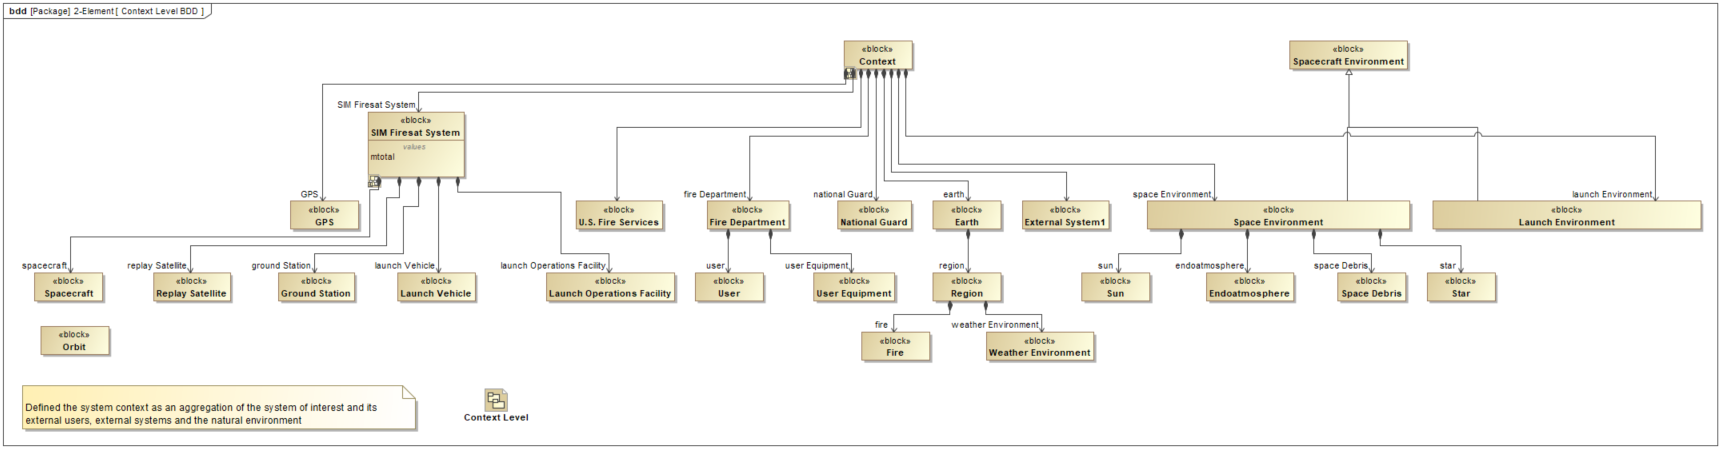 bdd [Package] 2-Element [ Context Level BDD ]
«block»
Context
«block»
Spacecraft Environment
SIM Firesat System
«block»
SIM Firesat System
values
mtotal
GPS
«block»
GPS
«block»
U.S. Fire Services
fire Department
«block»
Fire Department
national Guard
«block»
National Guard
earth
«block»
Earth
«block»
External System1
space Environment
«block»
Space Environment
launch Environment
«block»
Launch Environment
spacecraft
«block»
Spacecraft
replay Satellite
«block»
Replay Satellite
ground Station
«block»
Ground Station
launch Vehicle
«block»
Launch Vehicle
launch Operations Facility
«block»
Launch Operations Facility
user
«block»
User
user Equipment
«block»
User Equipment
region
«block»
Region
sun
«block»
Sun
endoatmosphere
«block»
Endoatmosphere
space Debris
«block»
Space Debris
star
«block»
Star
«block»
Orbit
fire
«block»
Fire
weather Environment
«block»
Weather Environment
Defined the system context as an aggregation of the system of interest and its
external users, external systems and the natural environment
Context Level